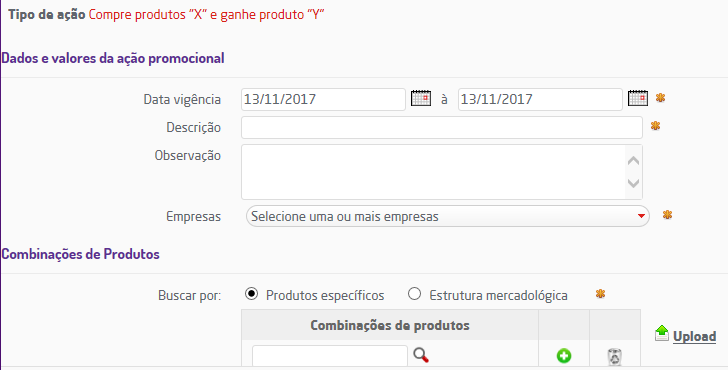 Tipo de ação Compre produtos "X" e ganhe produto "Y"
Dados e valores da ação promocional
Data vigência 13/11/2017 à 13/11/2017
Descrição
Observação
Empresas Selecione uma ou mais empresas
Combinações de Produtos
Buscar por: Produtos específicos Estrutura mercadológica
Combinações de produtos
Upload